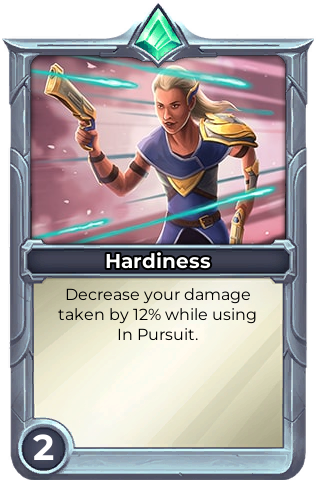 Hardiness
Decrease your damage
taken by 12% while using
In Pursuit.
2